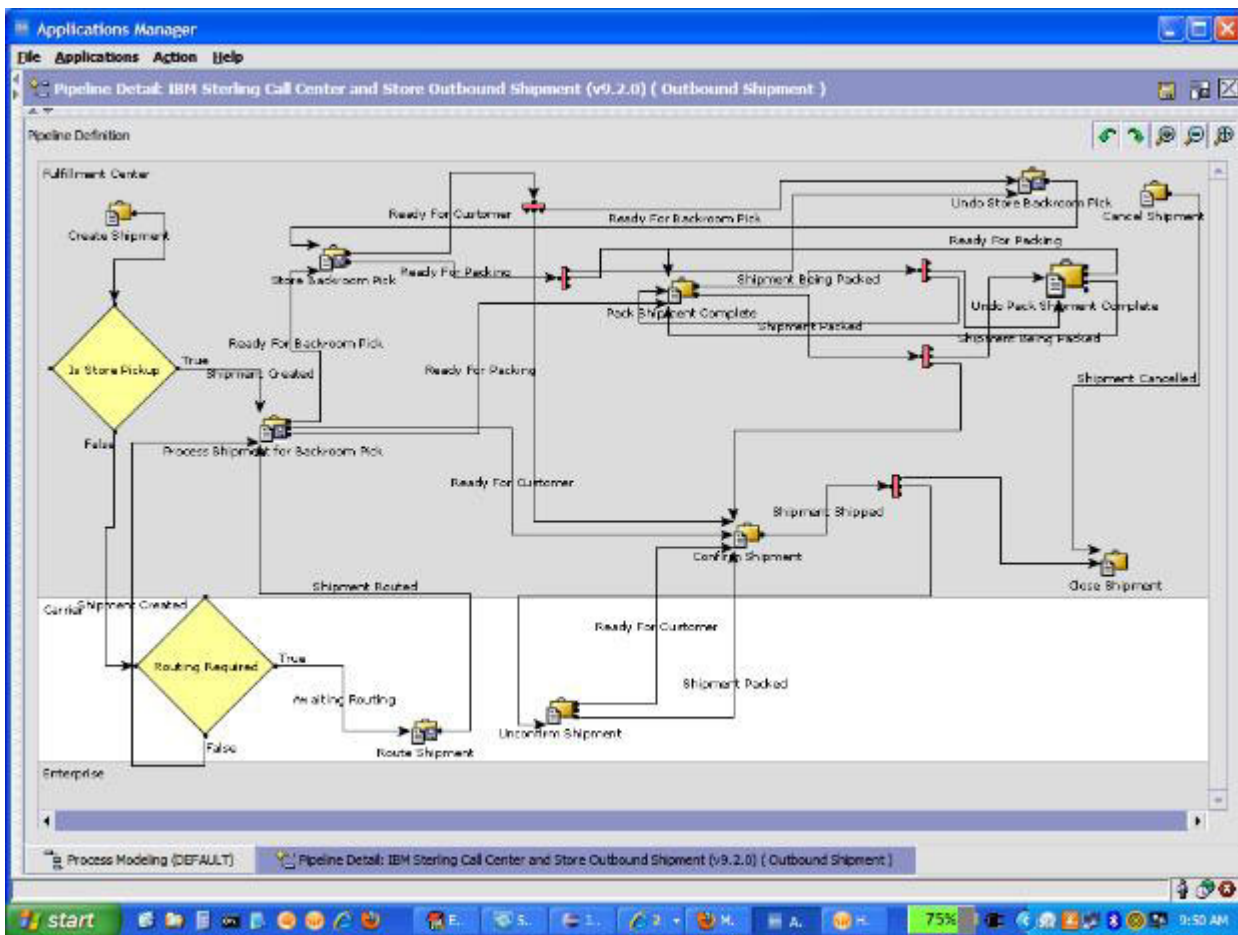 Applications Manager
File Applications Action Help
Pipeline Detail: IBM Sterling Call Center and Store Outbound Shipment (v9.2.0) ( Outbound Shipment )
Pipeline Definition
Fulfillment Center
Create Shipment
Ready For Customer
Ready For Backroom Pick
Undo Store Backroom Pick
Cancel Shipment
Ready For Packing
Store Backroom Pick
Ready For Packing
Shipment Being Packed
Pack Shipment Complete
Undo Pack Shipment Complete
Shipment Packed
Shipment Being Packed
Ready For Backroom Pick
Is Store Pickup
True
Shipment Created
Ready For Packing
Shipment Cancelled
False
Process Shipment for Backroom Pick
Ready For Customer
Shipment Shipped
Confirm Shipment
Close Shipment
Shipment Routed
Carrier
Shipment Created
Ready For Customer
Routing Required
True
Shipment Packed
Awaiting Routing
Unconfirm Shipment
False
Route Shipment
Enterprise
Process Modeling (DEFAULT)
Pipeline Detail: IBM Sterling Call Center and Store Outbound Shipment (v9.2.0) ( Outbound Shipment )
start
E..
S..
2
M.
A.
H.
75%
9:50 AM